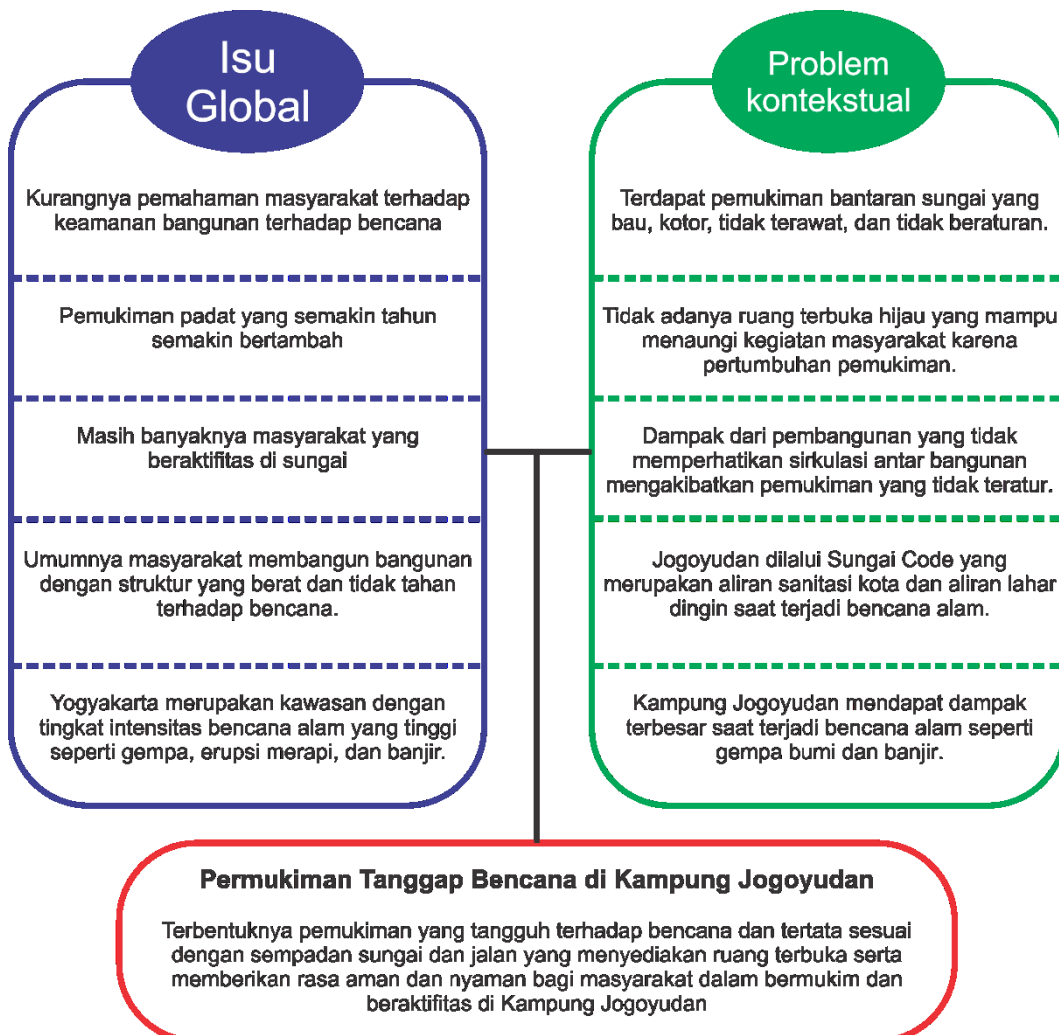 Isu
Global
Kurangnya pemahaman masyarakat terhadap
keamanan bangunan terhadap bencana
Pemukiman padat yang semakin tahun
semakin bertambah
Masih banyaknya masyarakat yang
beraktifitas di sungai
Umumnya masyarakat membangun bangunan
dengan struktur yang berat dan tidak tahan
terhadap bencana.
Yogyakarta merupakan kawasan dengan
tingkat intensitas bencana alam yang tinggi
seperti gempa, erupsi merapi, dan banjir.
Problem
kontekstual
Terdapat pemukiman bantaran sungai yang
bau, kotor, tidak terawat, dan tidak beraturan.
Tidak adanya ruang terbuka hijau yang mampu
menaungi kegiatan masyarakat karena
pertumbuhan pemukiman.
Dampak dari pembangunan yang tidak
memperhatikan sirkulasi antar bangunan
mengakibatkan pemukiman yang tidak teratur.
Jogoyudan dilalui Sungai Code yang
merupakan aliran sanitasi kota dan aliran lahar
dingin saat terjadi bencana alam.
Kampung Jogoyudan mendapat dampak
terbesar saat terjadi bencana alam seperti
gempa bumi dan banjir.
Permukiman Tanggap Bencana di Kampung Jogoyudan
Terbentuknya pemukiman yang tangguh terhadap bencana dan tertata sesuai
dengan sempadan sungai dan jalan yang menyediakan ruang terbuka serta
memberikan rasa aman dan nyaman bagi masyarakat dalam bermukim dan
beraktifitas di Kampung Jogoyudan